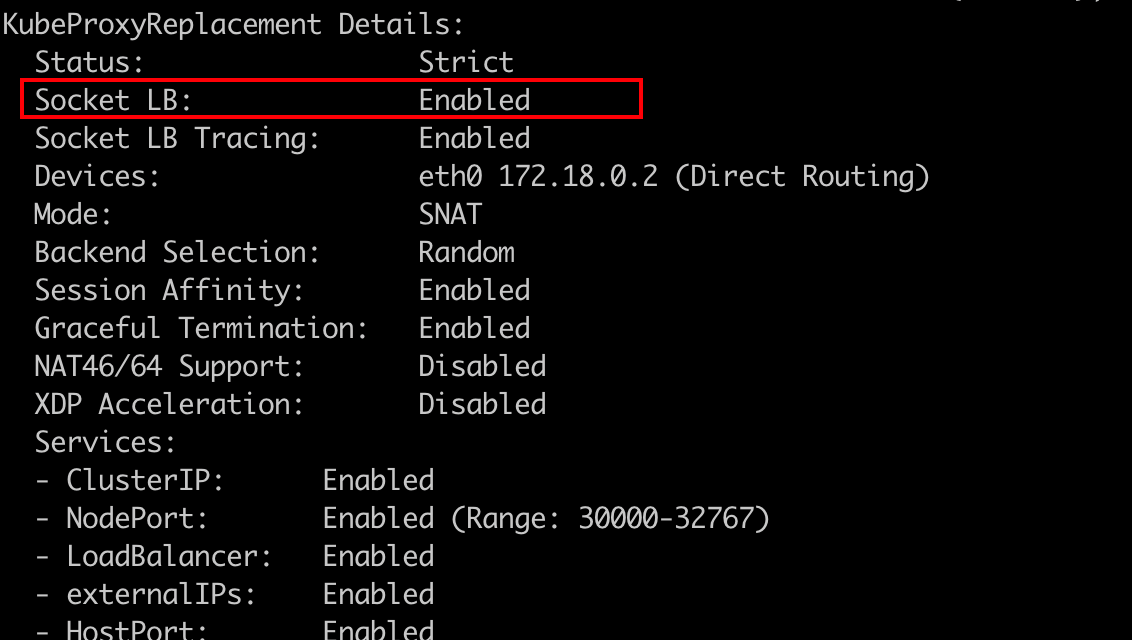 KubeProxyReplacement Details:
Status: Strict
Socket LB: Enabled
Socket LB Tracing: Enabled
Devices: eth0 172.18.0.2 (Direct Routing)
Mode: SNAT
Backend Selection: Random
Session Affinity: Enabled
Graceful Termination: Enabled
NAT46/64 Support: Disabled
XDP Acceleration: Disabled
Services:
- ClusterIP: Enabled
- NodePort: Enabled (Range: 30000-32767)
- LoadBalancer: Enabled
- externalIPs: Enabled
- HostPort: Enabled